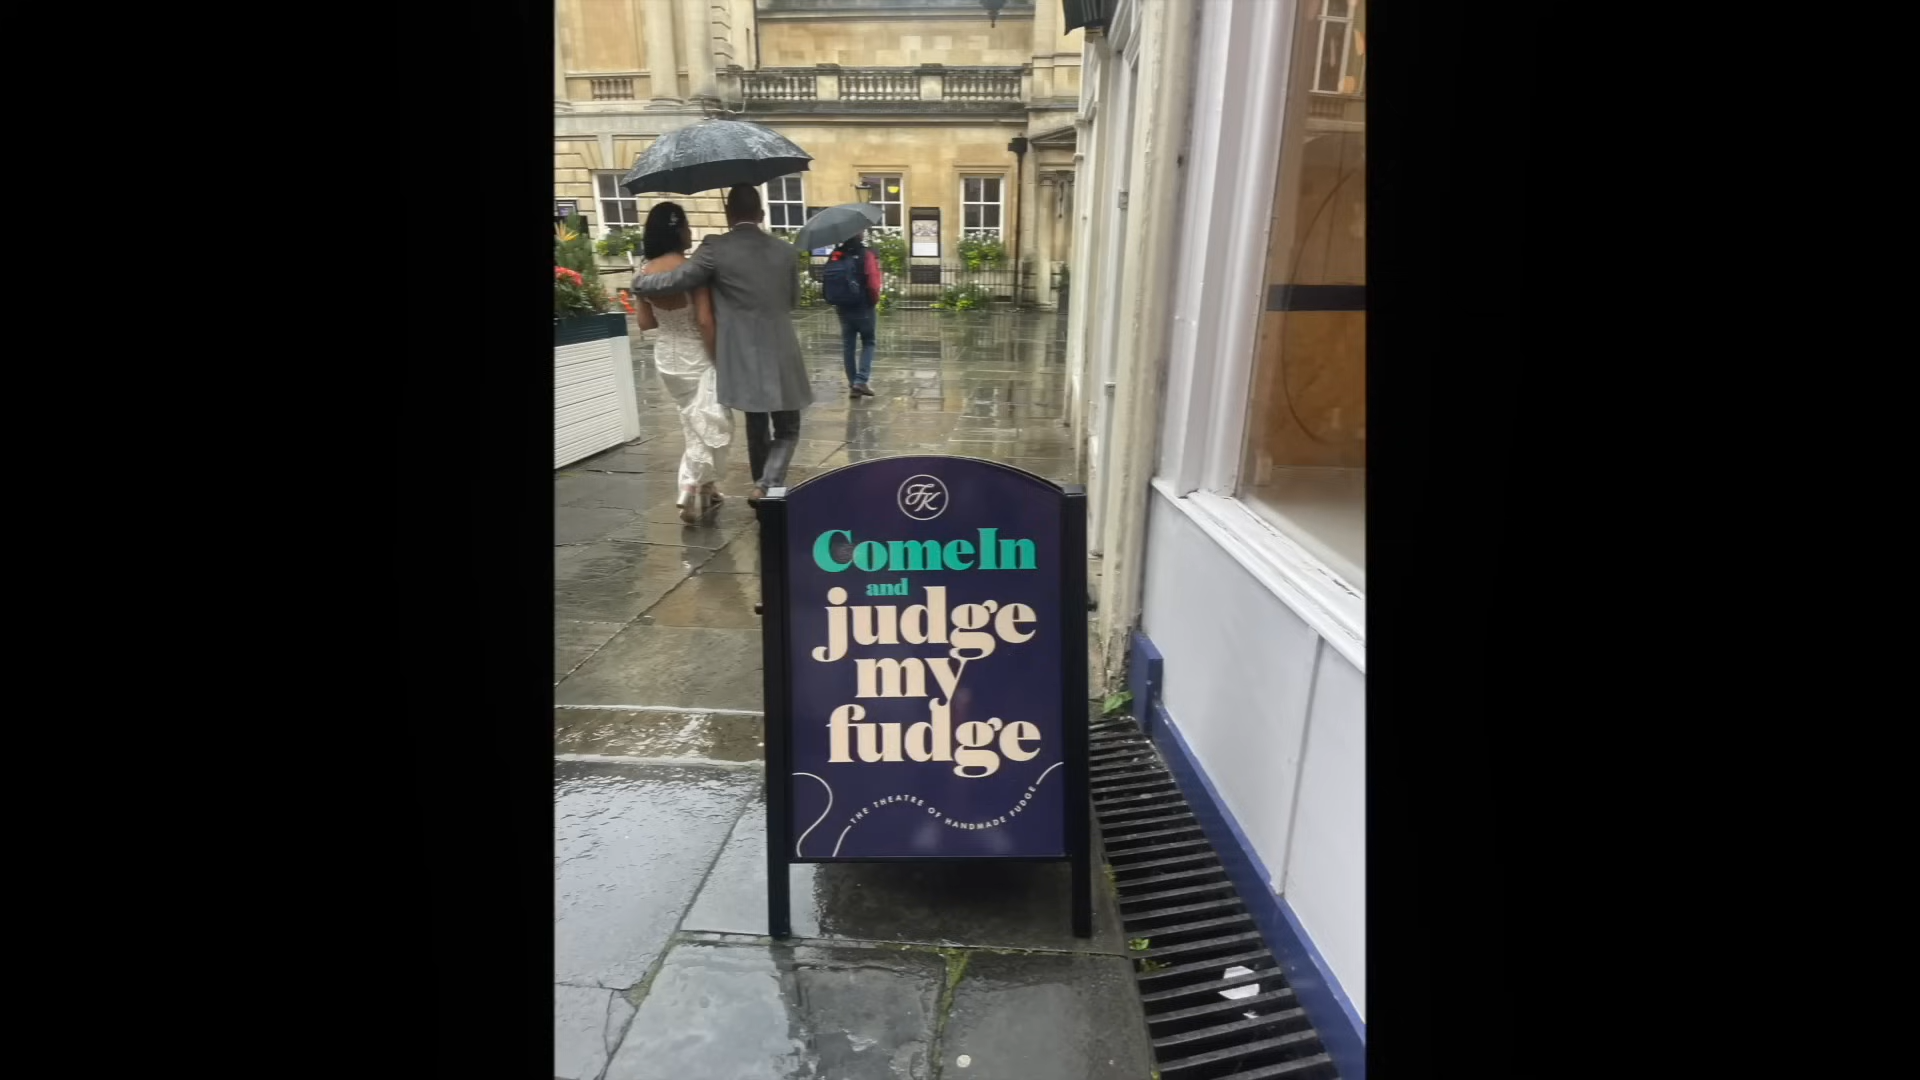 FK
ComeIn
and
judge
my
fudge
THE THEATRE OF HANDMADE FUDGE